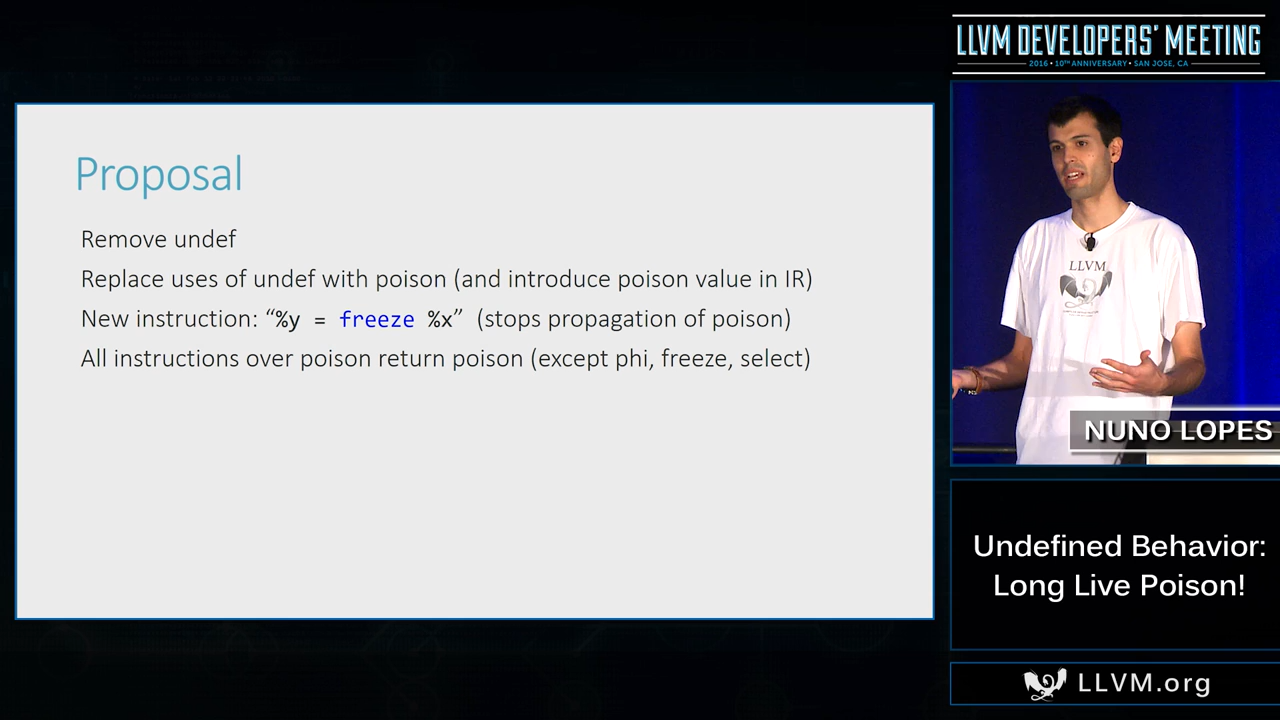 LLVM DEVELOPERS' MEETING
2016 • 10TH ANNIVERSARY • SAN JOSE, CA
Proposal
Remove undef
Replace uses of undef with poison (and introduce poison value in IR)
New instruction: “%y = freeze %x” (stops propagation of poison)
All instructions over poison return poison (except phi, freeze, select)
LLVM
NUNO LOPES
Undefined Behavior:
Long Live Poison!
LLVM.org